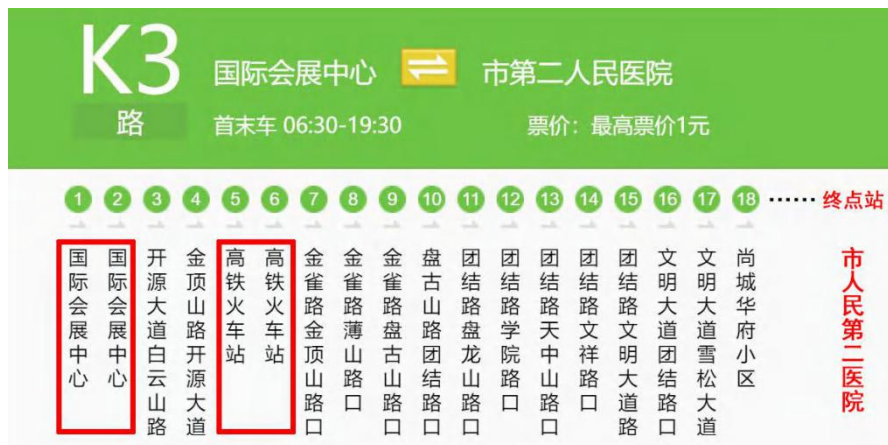 K3
路
国际会展中心 市第二人民医院
首末车 06:30-19:30 票价：最高票价1元
1 2 3 4 5 6 7 8 9 10 11 12 13 14 15 16 17 18 ······ 终点站
国际会展中心
国际会展中心
开源大道白云山路
金顶山路开源大道
高铁火车站
高铁火车站
金雀路金顶山路口
金雀路薄山路口
金雀路盘古山路口
盘古山路团结路口
团结路盘龙山路口
团结路学院路口
团结路天中山路口
团结路文祥路口
团结路文明大道路
文明大道团结路口
文明大道雪松大道
尚城华府小区
市人民第二医院